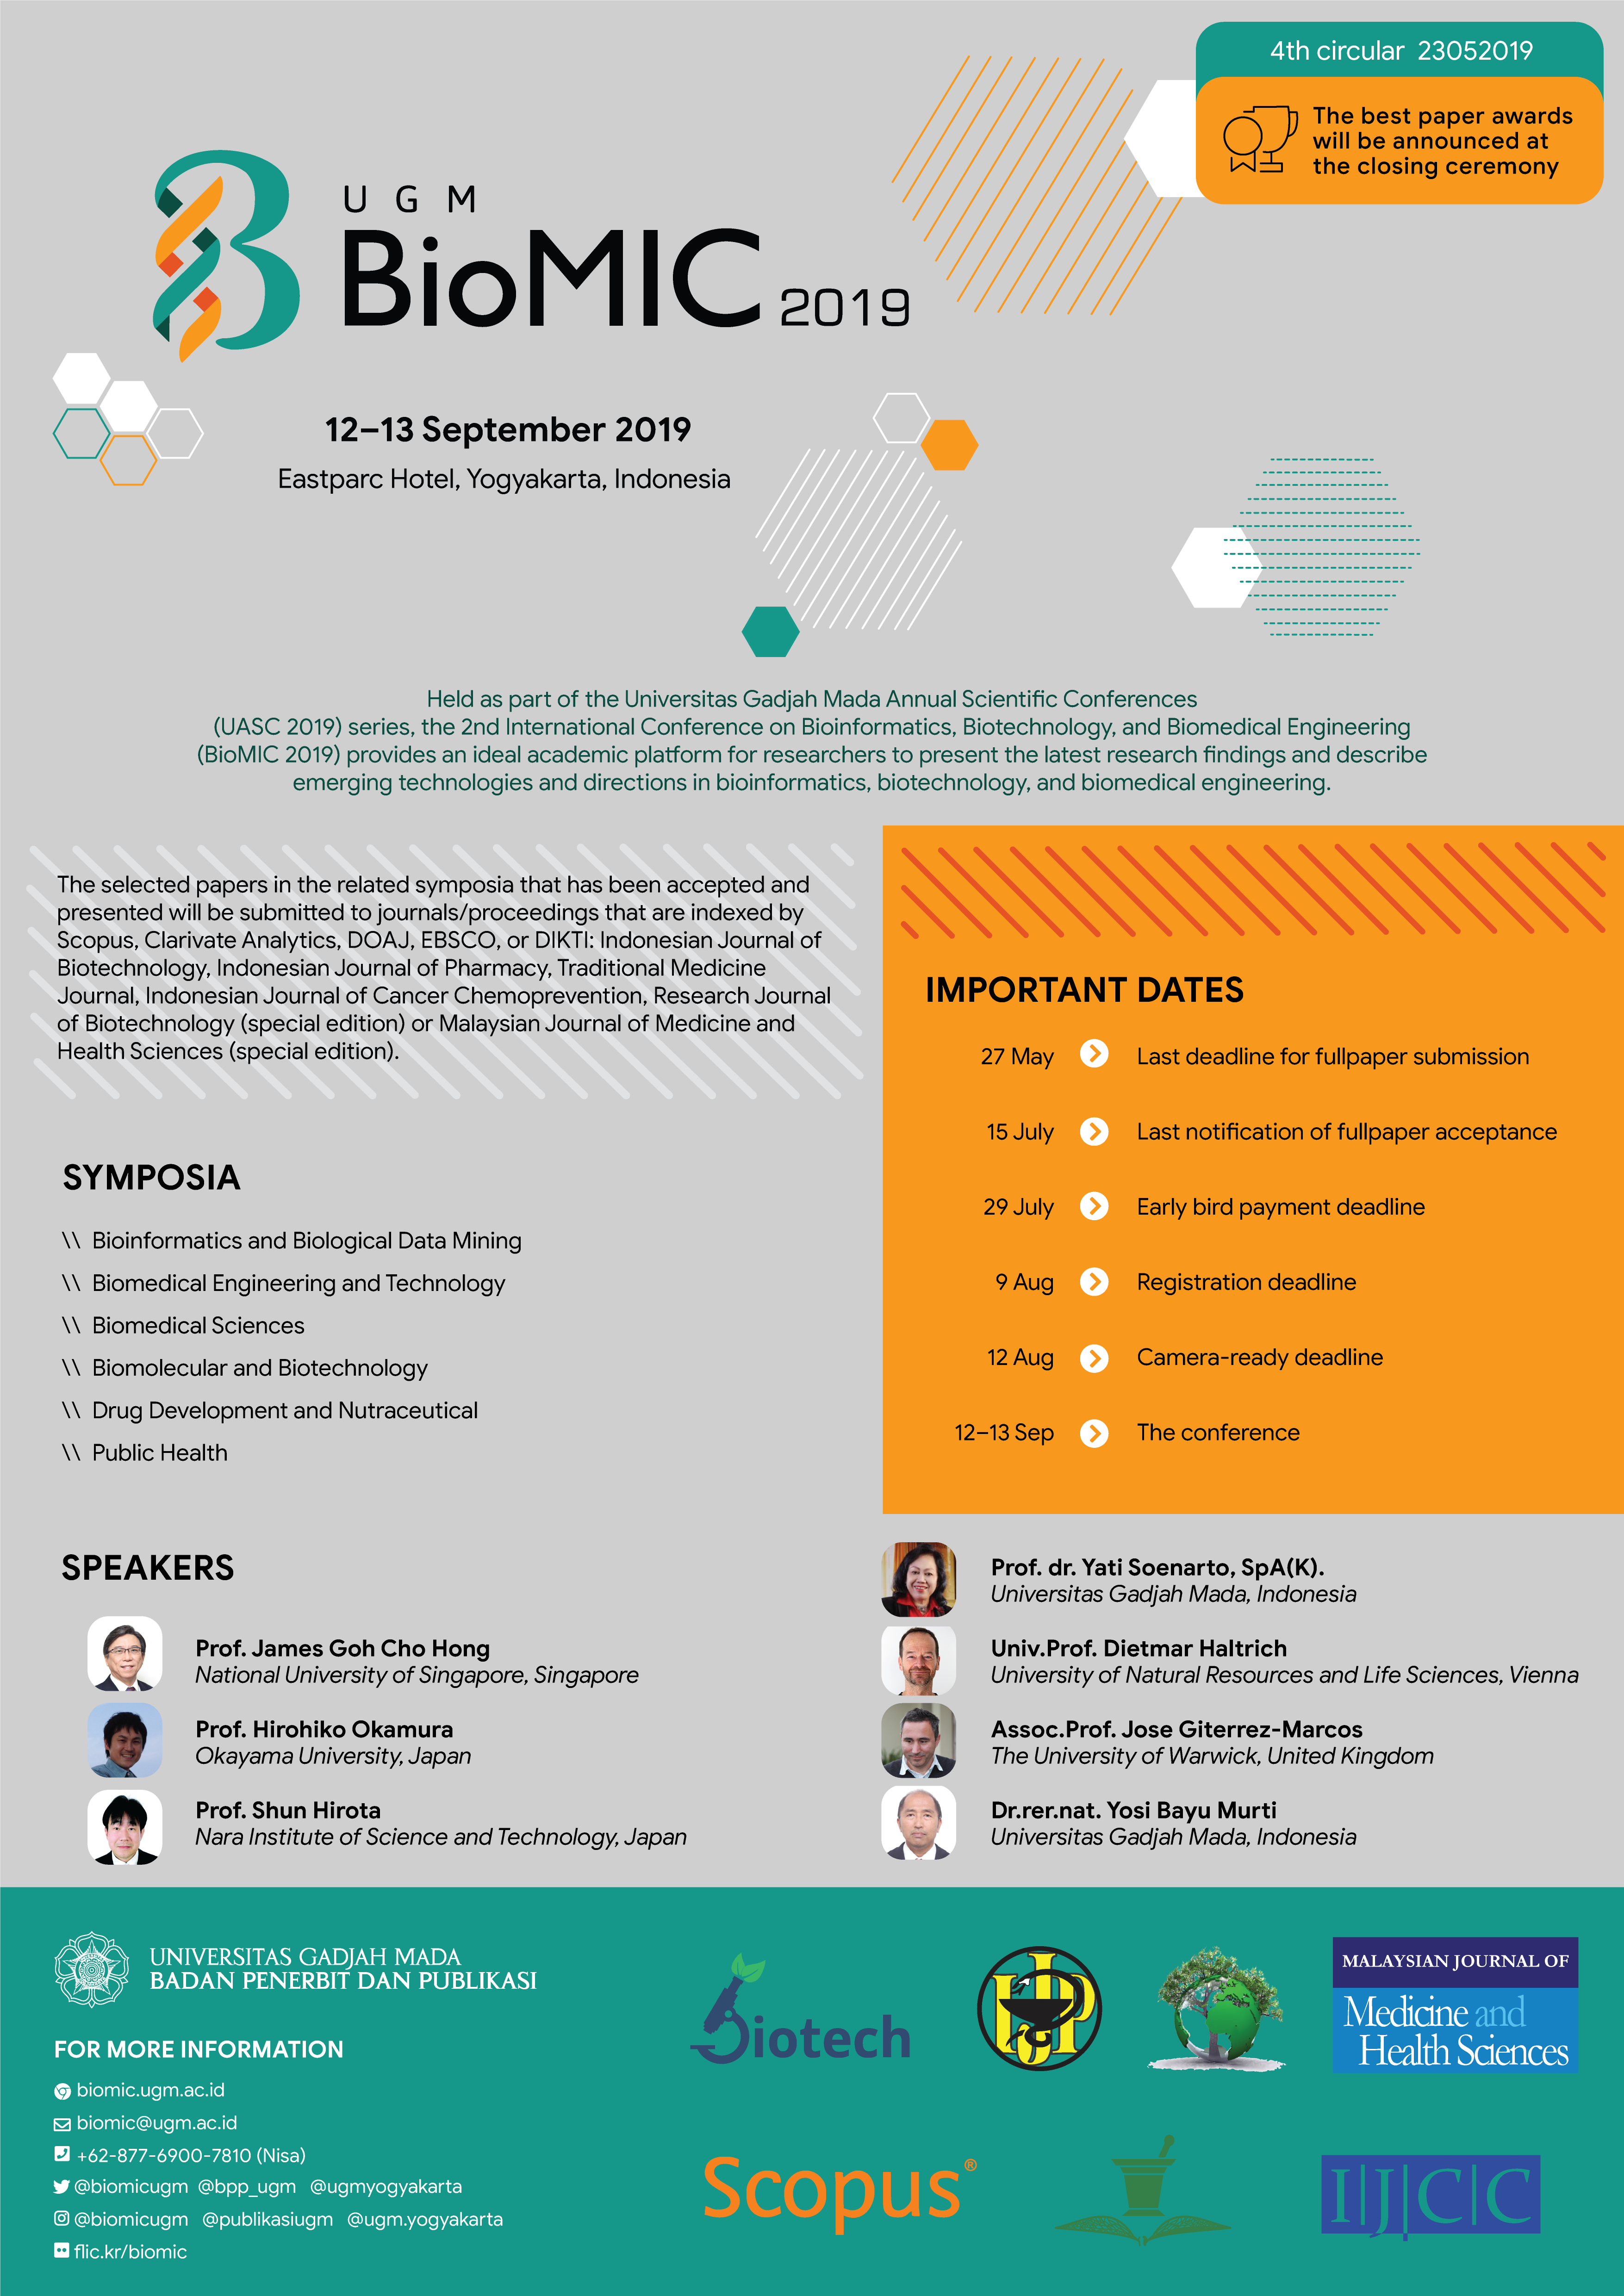 4th circular 23052019
The best paper awards
will be announced at
the closing ceremony
UGM
BioMIC 2019
12–13 September 2019
Eastparc Hotel, Yogyakarta, Indonesia
Held as part of the Universitas Gadjah Mada Annual Scientific Conferences
(UASC 2019) series, the 2nd International Conference on Bioinformatics, Biotechnology, and Biomedical Engineering
(BioMIC 2019) provides an ideal academic platform for researchers to present the latest research findings and describe
emerging technologies and directions in bioinformatics, biotechnology, and biomedical engineering.
The selected papers in the related symposia that has been accepted and
presented will be submitted to journals/proceedings that are indexed by
Scopus, Clarivate Analytics, DOAJ, EBSCO, or DIKTI: Indonesian Journal of
Biotechnology, Indonesian Journal of Pharmacy, Traditional Medicine
Journal, Indonesian Journal of Cancer Chemoprevention, Research Journal
of Biotechnology (special edition) or Malaysian Journal of Medicine and
Health Sciences (special edition).
IMPORTANT DATES
27 May Last deadline for fullpaper submission
15 July Last notification of fullpaper acceptance
29 July Early bird payment deadline
9 Aug Registration deadline
12 Aug Camera-ready deadline
12–13 Sep The conference
SYMPOSIA
\\ Bioinformatics and Biological Data Mining
\\ Biomedical Engineering and Technology
\\ Biomedical Sciences
\\ Biomolecular and Biotechnology
\\ Drug Development and Nutraceutical
\\ Public Health
SPEAKERS
Prof. James Goh Cho Hong
National University of Singapore, Singapore
Prof. Hirohiko Okamura
Okayama University, Japan
Prof. Shun Hirota
Nara Institute of Science and Technology, Japan
Prof. dr. Yati Soenarto, SpA(K).
Universitas Gadjah Mada, Indonesia
Univ.Prof. Dietmar Haltrich
University of Natural Resources and Life Sciences, Vienna
Assoc.Prof. Jose Giterrez-Marcos
The University of Warwick, United Kingdom
Dr.rer.nat. Yosi Bayu Murti
Universitas Gadjah Mada, Indonesia
UNIVERSITAS GADJAH MADA
BADAN PENERBIT DAN PUBLIKASI
FOR MORE INFORMATION
biomic.ugm.ac.id
biomic@ugm.ac.id
+62-877-6900-7810 (Nisa)
@biomicugm @bpp_ugm @ugmyogyakarta
@biomicugm @publikasiugm @ugm.yogyakarta
flic.kr/biomic
Biotech
IJP
MALAYSIAN JOURNAL OF
Medicine and
Health Sciences
Scopus®
I|J|C|C